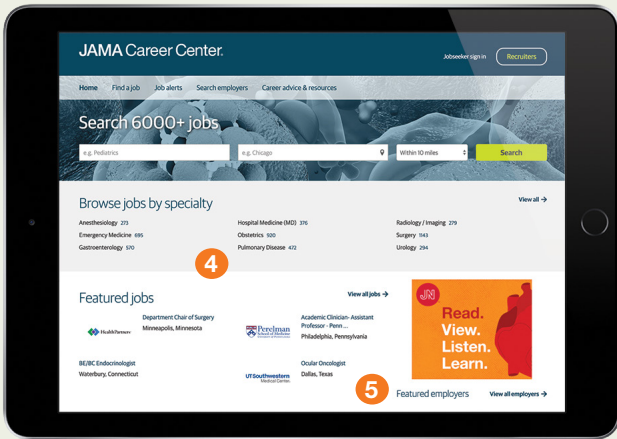 JAMA Career Center.
Jobseeker sign in
Recruiters
Home Find a job Job alerts Search employers Career advice & resources
Search 6000+ jobs
e.g. Pediatrics e.g. Chicago Within 10 miles Search
Browse jobs by specialty
View all →
Anesthesiology 273
Emergency Medicine 695
Gastroenterology 570
Hospital Medicine (MD) 376
Obstetrics 920
Pulmonary Disease 472
Radiology / Imaging 279
Surgery 1143
Urology 294
4
Featured jobs
View all jobs →
HealthPartners
Department Chair of Surgery
Minneapolis, Minnesota
Perelman
School of Medicine
Academic Clinician- Assistant
Professor - Penn ...
Philadelphia, Pennsylvania
BE/BC Endocrinologist
Waterbury, Connecticut
UTSouthwestern
Medical Center
Ocular Oncologist
Dallas, Texas
JN
Read.
View.
Listen.
Learn.
5
Featured employers
View all employers →